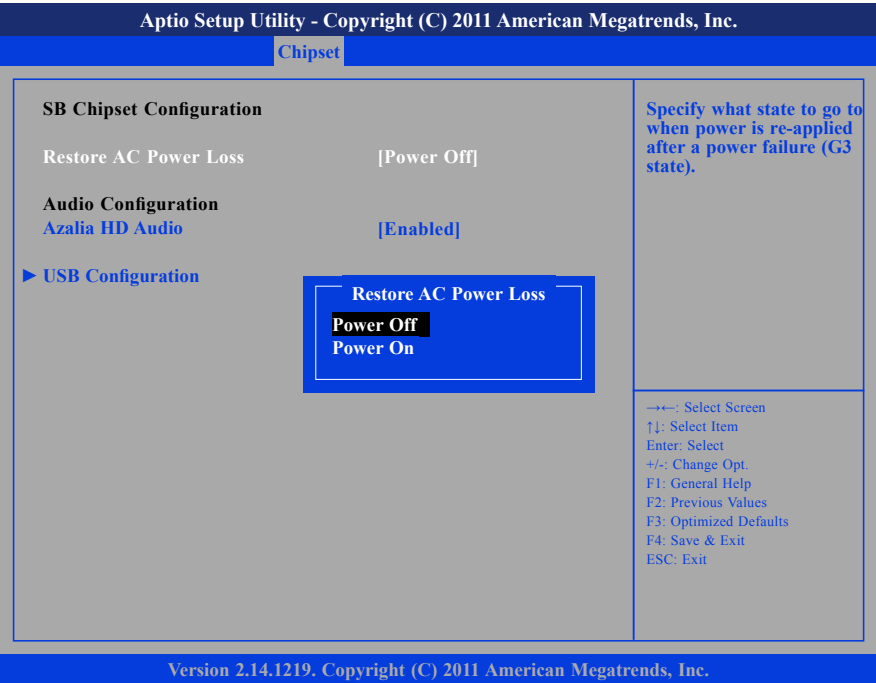 Aptio Setup Utility - Copyright (C) 2011 American Megatrends, Inc.
Chipset
SB Chipset Configuration
Restore AC Power Loss [Power Off]
Audio Configuration
Azalia HD Audio [Enabled]
► USB Configuration
Restore AC Power Loss
Power Off
Power On
Specify what state to go to
when power is re-applied
after a power failure (G3
state).
→←: Select Screen
↑↓: Select Item
Enter: Select
+/-: Change Opt.
F1: General Help
F2: Previous Values
F3: Optimized Defaults
F4: Save & Exit
ESC: Exit
Version 2.14.1219. Copyright (C) 2011 American Megatrends, Inc.